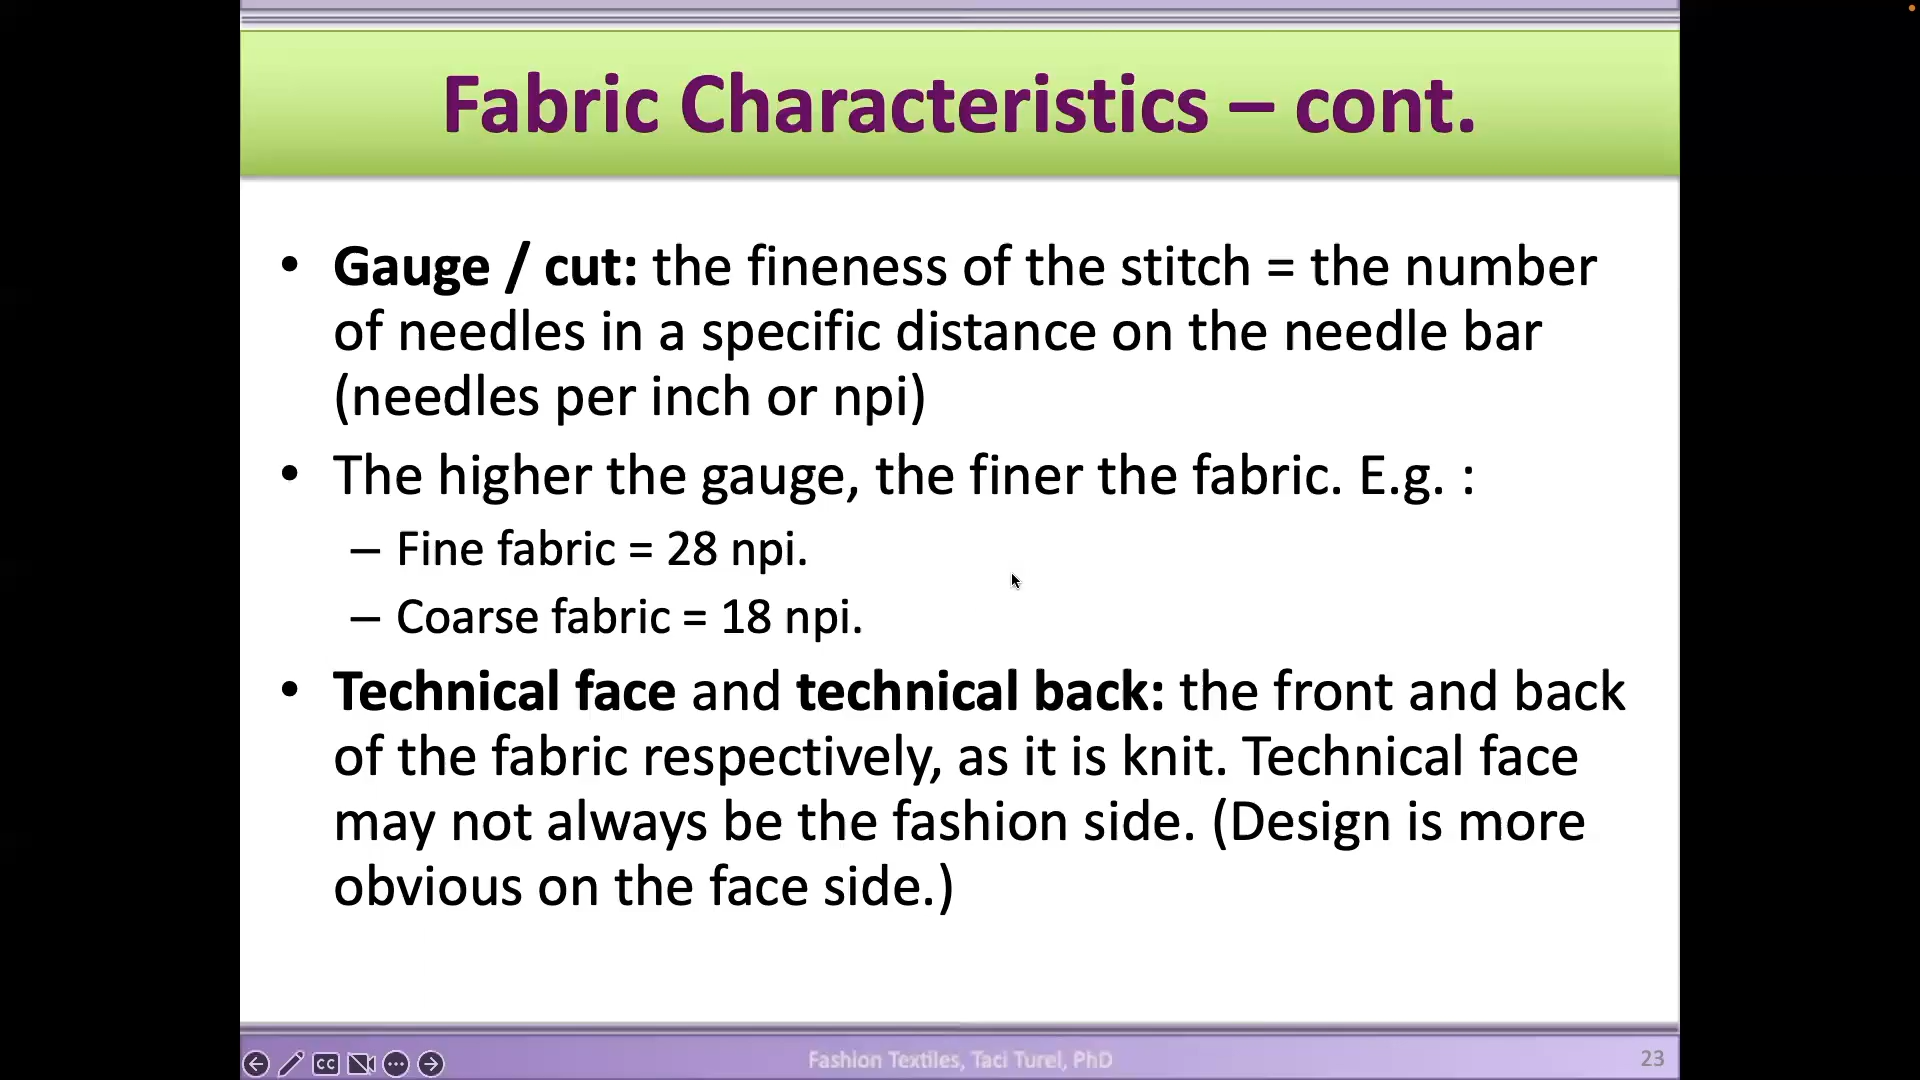 Fabric Characteristics – cont.
• Gauge / cut: the fineness of the stitch = the number
of needles in a specific distance on the needle bar
(needles per inch or npi)
• The higher the gauge, the finer the fabric. E.g. :
– Fine fabric = 28 npi.
– Coarse fabric = 18 npi.
• Technical face and technical back: the front and back
of the fabric respectively, as it is knit. Technical face
may not always be the fashion side. (Design is more
obvious on the face side.)
CC
Fashion Textiles, Taci Turel, PhD
23